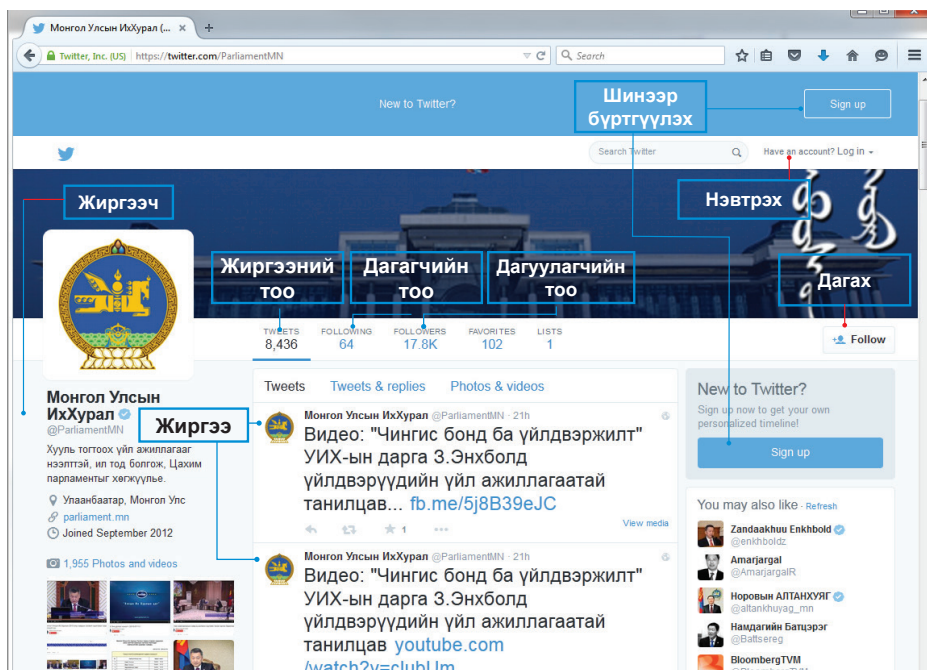 Монгол Улсын ИхХурал (...
Twitter, Inc. (US) https://twitter.com/ParliamentMN
Search
New to Twitter?
Шинээр
бүртгүүлэх
Sign up
Search Twitter
Have an account? Log in
Жиргээч
Нэвтрэх
Жиргээний
тоо
Дагагчийн
тоо
Дагуулагчийн
тоо
Дагах
TWEETS
8,436
FOLLOWING
64
FOLLOWERS
17.8K
FAVORITES
102
LISTS
1
Follow
Монгол Улсын
ИхХурал
@ParliamentMN
Хууль тогтоох үйл ажиллагааг
нээлттэй, ил тод болгож, Цахим
парламентыг хөгжүүлье.
Улаанбаатар, Монгол Улс
parliament.mn
Joined September 2012
1,955 Photos and videos
Жиргээ
Tweets Tweets & replies Photos & videos
Монгол Улсын ИхХурал @ParliamentMN · 21h
Видео: "Чингис бонд ба үйлдвэржилт"
УИХ-ын дарга З.Энхболд
үйлдвэрүүдийн үйл ажиллагаатай
танилцав... fb.me/5j8B39eJC
1
View media
Монгол Улсын ИхХурал @ParliamentMN · 21h
Видео: "Чингис бонд ба үйлдвэржилт"
УИХ-ын дарга З.Энхболд
үйлдвэрүүдийн үйл ажиллагаатай
танилцав youtube.com
New to Twitter?
Sign up now to get your own
personalized timeline!
Sign up
You may also like · Refresh
Zandaakhuu Enkhbold
@enkhboldz
Amarjargal
@AmarjargalR
Норовын АЛТАНХУЯГ
@altankhuyag_mn
Намдагийн Батцэрэг
@Battsereg
BloombergTVM